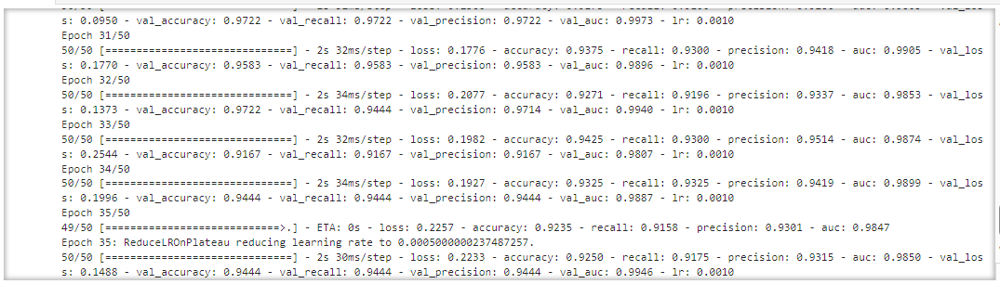 s: 0.0950 - val_accuracy: 0.9722 - val_recall: 0.9722 - val_precision: 0.9722 - val_auc: 0.9973 - lr: 0.0010
Epoch 31/50
50/50 [==============================] - 2s 32ms/step - loss: 0.1776 - accuracy: 0.9375 - recall: 0.9300 - precision: 0.9418 - auc: 0.9905 - val_los
s: 0.1770 - val_accuracy: 0.9583 - val_recall: 0.9583 - val_precision: 0.9583 - val_auc: 0.9896 - lr: 0.0010
Epoch 32/50
50/50 [==============================] - 2s 34ms/step - loss: 0.2077 - accuracy: 0.9271 - recall: 0.9196 - precision: 0.9337 - auc: 0.9853 - val_los
s: 0.1373 - val_accuracy: 0.9722 - val_recall: 0.9444 - val_precision: 0.9714 - val_auc: 0.9940 - lr: 0.0010
Epoch 33/50
50/50 [==============================] - 2s 32ms/step - loss: 0.1982 - accuracy: 0.9425 - recall: 0.9300 - precision: 0.9514 - auc: 0.9874 - val_los
s: 0.2544 - val_accuracy: 0.9167 - val_recall: 0.9167 - val_precision: 0.9167 - val_auc: 0.9807 - lr: 0.0010
Epoch 34/50
50/50 [==============================] - 2s 34ms/step - loss: 0.1927 - accuracy: 0.9325 - recall: 0.9325 - precision: 0.9419 - auc: 0.9899 - val_los
s: 0.1996 - val_accuracy: 0.9444 - val_recall: 0.9444 - val_precision: 0.9444 - val_auc: 0.9887 - lr: 0.0010
Epoch 35/50
49/50 [============================>.] - ETA: 0s - loss: 0.2257 - accuracy: 0.9235 - recall: 0.9158 - precision: 0.9301 - auc: 0.9847
Epoch 35: ReduceLROnPlateau reducing learning rate to 0.0005000000237487257.
50/50 [==============================] - 2s 30ms/step - loss: 0.2233 - accuracy: 0.9250 - recall: 0.9175 - precision: 0.9315 - auc: 0.9850 - val_los
s: 0.1488 - val_accuracy: 0.9444 - val_recall: 0.9444 - val_precision: 0.9444 - val_auc: 0.9946 - lr: 0.0010